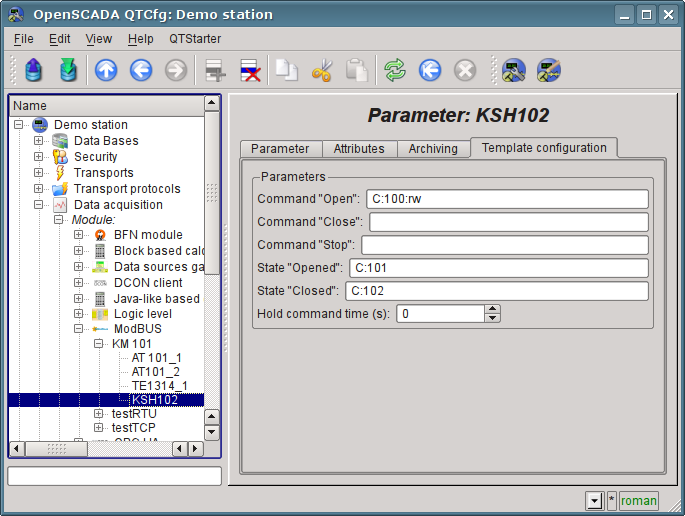 OpenSCADA QTCfg: Demo station
File Edit View Help QTStarter
Name
Demo station
Data Bases
Security
Transports
Transport protocols
Data acquisition
Module:
BFN module
Block based calc
Data sources ga
DCON client
Java-like based
Logic level
ModBUS
KM 101
AT 101_1
AT101_2
TE1314_1
KSH102
testRTU
testTCP
Parameter: KSH102
Parameter Attributes Archiving Template configuration
Parameters
Command "Open": C:100:rw
Command "Close":
Command "Stop":
State "Opened": C:101
State "Closed": C:102
Hold command time (s): 0
* roman